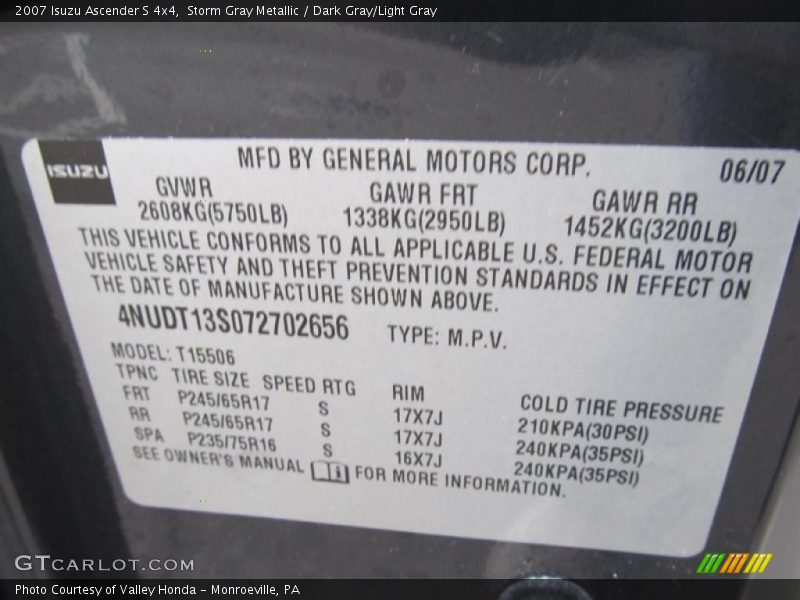 2007 Isuzu Ascender S 4x4, Storm Gray Metallic / Dark Gray/Light Gray
ISUZU
MFD BY GENERAL MOTORS CORP. 06/07
GVWR GAWR FRT GAWR RR
2608KG(5750LB) 1338KG(2950LB) 1452KG(3200LB)
THIS VEHICLE CONFORMS TO ALL APPLICABLE U.S. FEDERAL MOTOR
VEHICLE SAFETY AND THEFT PREVENTION STANDARDS IN EFFECT ON
THE DATE OF MANUFACTURE SHOWN ABOVE.
4NUDT13S072702656 TYPE: M.P.V.
MODEL: T15506
TPNC TIRE SIZE SPEED RTG RIM COLD TIRE PRESSURE
FRT P245/65R17 S 17X7J 210KPA(30PSI)
RR P245/65R17 S 17X7J 240KPA(35PSI)
SPA P235/75R16 S 16X7J 240KPA(35PSI)
SEE OWNER'S MANUAL FOR MORE INFORMATION.
GTCARLOT.COM
Photo Courtesy of Valley Honda - Monroeville, PA